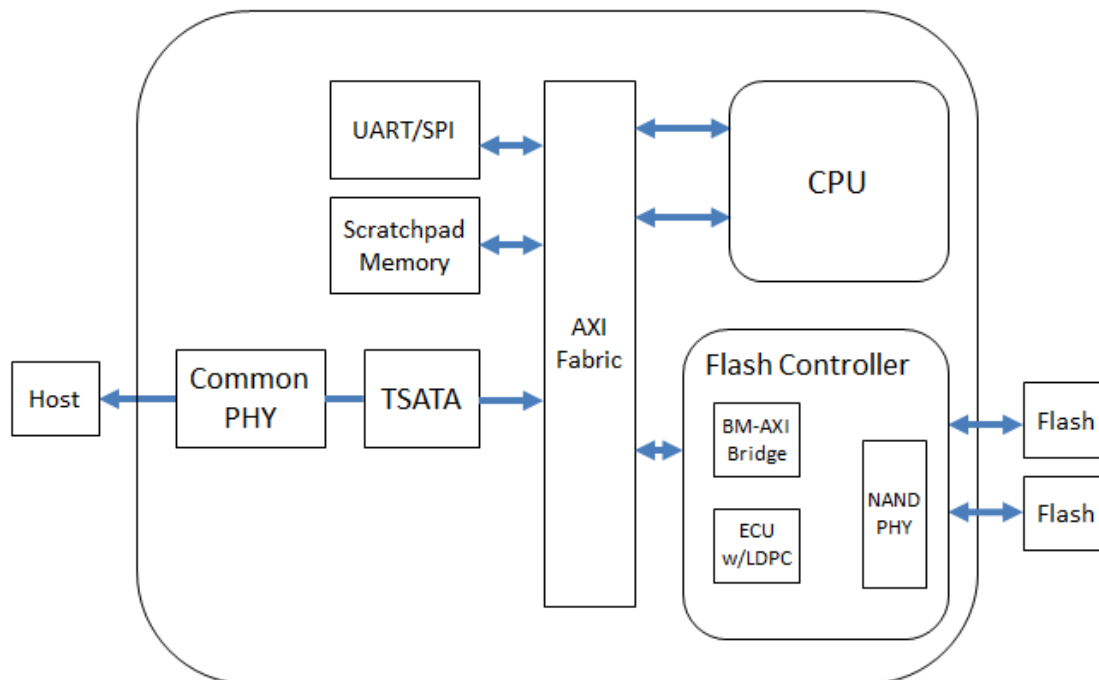 UART/SPI
Scratchpad
Memory
CPU
AXI
Fabric
Host
Common
PHY
TSATA
Flash Controller
BM-AXI
Bridge
ECU
w/LDPC
NAND
PHY
Flash
Flash